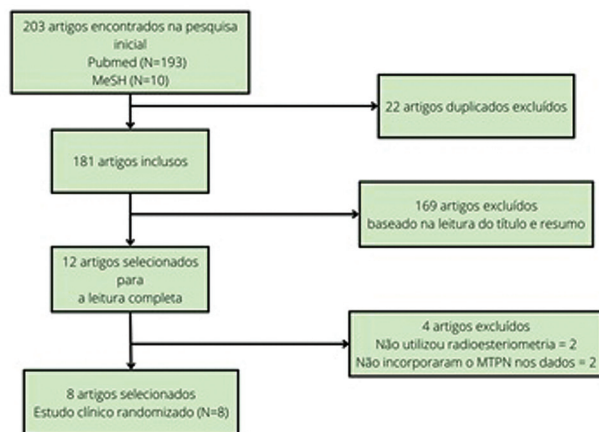 203 artigos encontrados na pesquisa
inicial
Pubmed (N=193)
MeSH (N=10)
22 artigos duplicados excluídos
181 artigos inclusos
169 artigos excluídos
baseado na leitura do título e resumo
12 artigos selecionados
para
a leitura completa
4 artigos excluídos
Não utilizou radioesteriometria = 2
Não incorporaram o MTPN nos dados = 2
8 artigos selecionados
Estudo clínico randomizado (N=8)